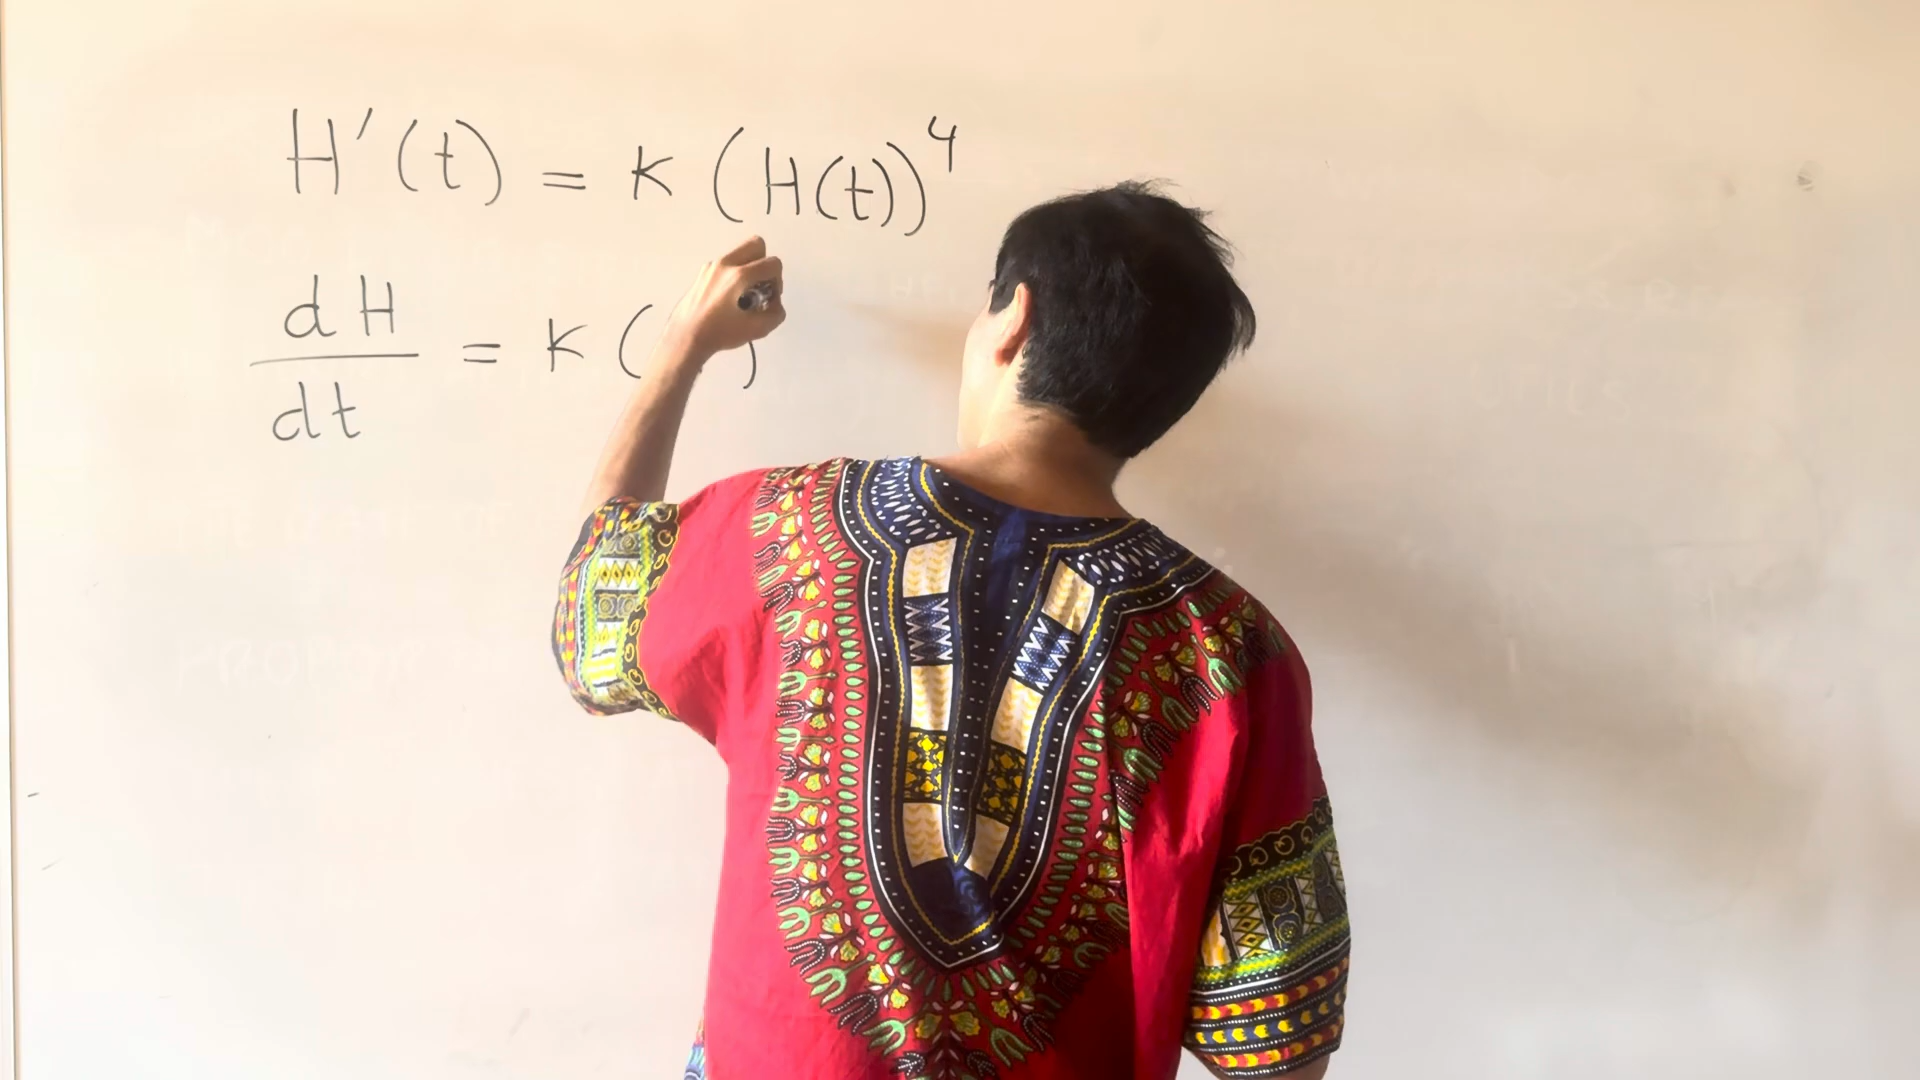 H'(t) = K (H(t))^4
dH/dt = K ( )